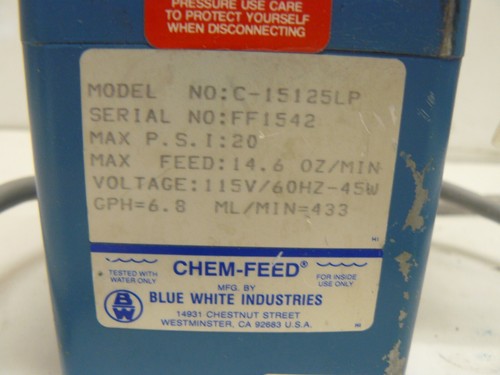 PRESSURE USE CARE
TO PROTECT YOURSELF
WHEN DISCONNECTING
MODEL NO:C-15125LP
SERIAL NO:FF1542
MAX P.S.I:20
MAX FEED:14.6 OZ/MIN
VOLTAGE:115V/60HZ-45W
GPH=6.8 ML/MIN=433
TESTED WITH
WATER ONLY
CHEM-FEED®
FOR INSIDE
USE ONLY
MFG. BY
B W
BLUE WHITE INDUSTRIES
14931 CHESTNUT STREET
WESTMINSTER, CA 92683 U.S.A.